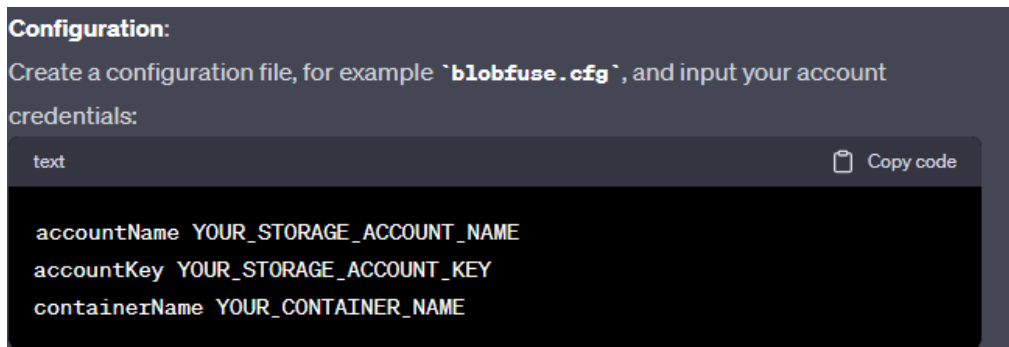 Configuration:
Create a configuration file, for example `blobfuse.cfg`, and input your account
credentials:
text Copy code
accountName YOUR_STORAGE_ACCOUNT_NAME
accountKey YOUR_STORAGE_ACCOUNT_KEY
containerName YOUR_CONTAINER_NAME